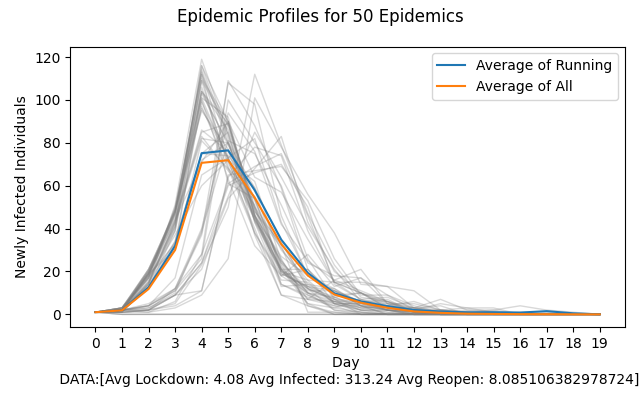 Epidemic Profiles for 50 Epidemics
120
100
80
60
40
20
0
Newly Infected Individuals
Average of Running
Average of All
0 1 2 3 4 5 6 7 8 9 10 11 12 13 14 15 16 17 18 19
Day
DATA:[Avg Lockdown: 4.08 Avg Infected: 313.24 Avg Reopen: 8.085106382978724]